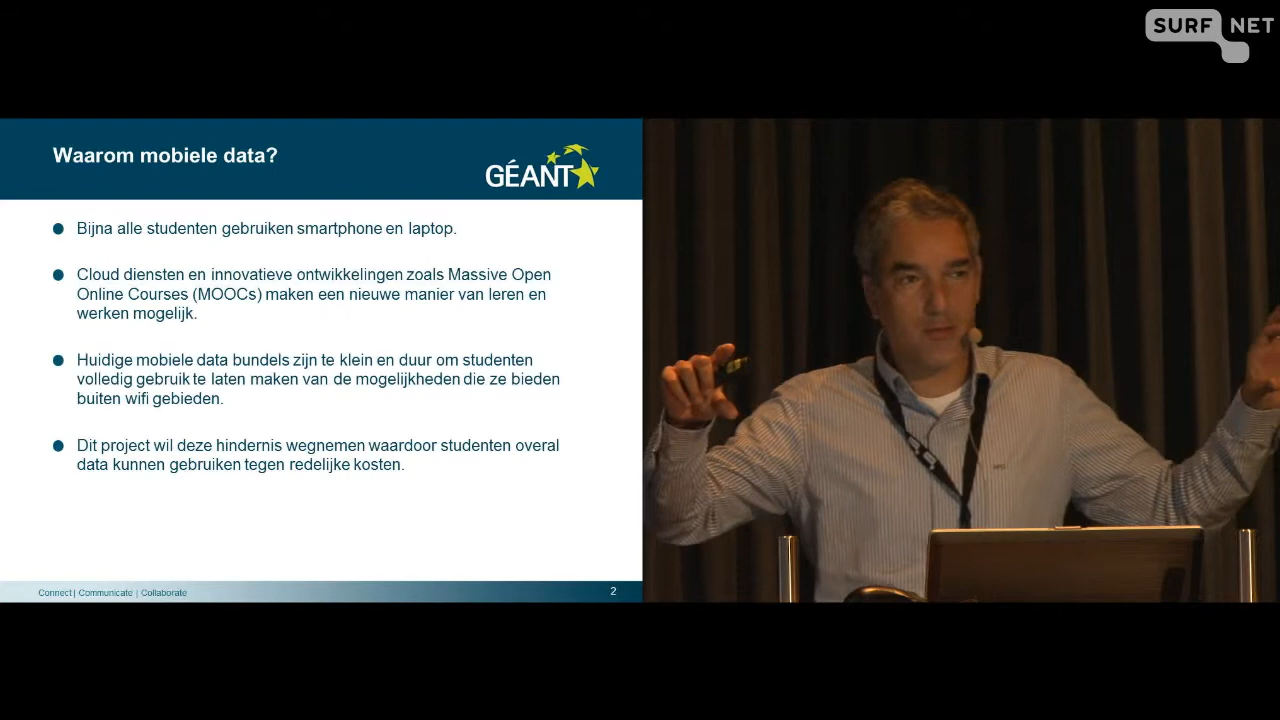 SURF NET
Waarom mobiele data?
GÉANT
Bijna alle studenten gebruiken smartphone en laptop.
Cloud diensten en innovatieve ontwikkelingen zoals Massive Open
Online Courses (MOOCs) maken een nieuwe manier van leren en
werken mogelijk.
Huidige mobiele data bundels zijn te klein en duur om studenten
volledig gebruik te laten maken van de mogelijkheden die ze bieden
buiten wifi gebieden.
Dit project wil deze hindernis wegnemen waardoor studenten overal
data kunnen gebruiken tegen redelijke kosten.
Connect | Communicate | Collaborate
2